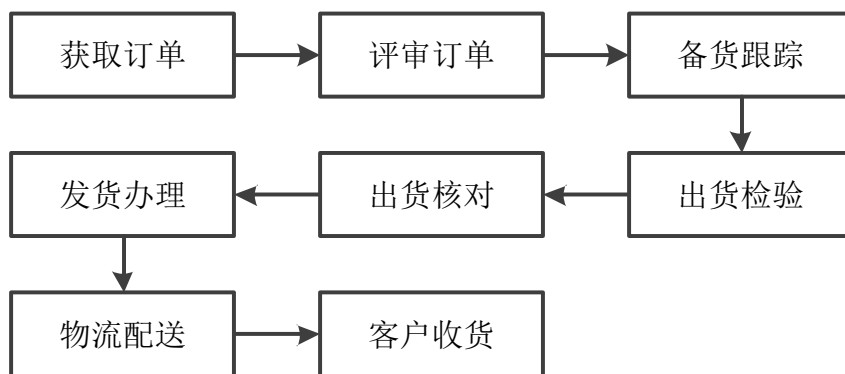 获取订单
评审订单
备货跟踪
出货检验
出货核对
发货办理
物流配送
客户收货